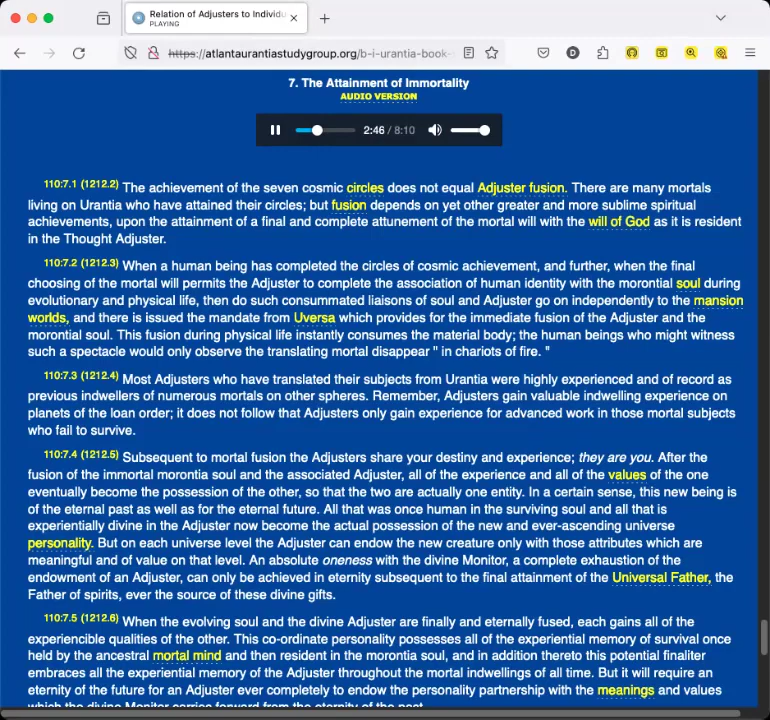 Relation of Adjusters to Individu
PLAYING
https://atlantaurantiastudygroup.org/b-i-urantia-book-
7. The Attainment of Immortality
AUDIO VERSION
2:46 / 8:10
110:7.1 (1212.2) The achievement of the seven cosmic circles does not equal Adjuster fusion. There are many mortals
living on Urantia who have attained their circles; but fusion depends on yet other greater and more sublime spiritual
achievements, upon the attainment of a final and complete attunement of the mortal will with the will of God as it is resident
in the Thought Adjuster.
110:7.2 (1212.3) When a human being has completed the circles of cosmic achievement, and further, when the final
choosing of the mortal will permits the Adjuster to complete the association of human identity with the morontial soul during
evolutionary and physical life, then do such consummated liaisons of soul and Adjuster go on independently to the mansion
worlds, and there is issued the mandate from Uversa which provides for the immediate fusion of the Adjuster and the
morontial soul. This fusion during physical life instantly consumes the material body; the human beings who might witness
such a spectacle would only observe the translating mortal disappear " in chariots of fire. "
110:7.3 (1212.4) Most Adjusters who have translated their subjects from Urantia were highly experienced and of record as
previous indwellers of numerous mortals on other spheres. Remember, Adjusters gain valuable indwelling experience on
planets of the loan order; it does not follow that Adjusters only gain experience for advanced work in those mortal subjects
who fail to survive.
110:7.4 (1212.5) Subsequent to mortal fusion the Adjusters share your destiny and experience; they are you. After the
fusion of the immortal morontia soul and the associated Adjuster, all of the experience and all of the values of the one
eventually become the possession of the other, so that the two are actually one entity. In a certain sense, this new being is
of the eternal past as well as for the eternal future. All that was once human in the surviving soul and all that is
experientially divine in the Adjuster now become the actual possession of the new and ever-ascending universe
personality. But on each universe level the Adjuster can endow the new creature only with those attributes which are
meaningful and of value on that level. An absolute oneness with the divine Monitor, a complete exhaustion of the
endowment of an Adjuster, can only be achieved in eternity subsequent to the final attainment of the Universal Father, the
Father of spirits, ever the source of these divine gifts.
110:7.5 (1212.6) When the evolving soul and the divine Adjuster are finally and eternally fused, each gains all of the
experiencible qualities of the other. This co-ordinate personality possesses all of the experiential memory of survival once
held by the ancestral mortal mind and then resident in the morontia soul, and in addition thereto this potential finaliter
embraces all the experiential memory of the Adjuster throughout the mortal indwellings of all time. But it will require an
eternity of the future for an Adjuster ever completely to endow the personality partnership with the meanings and values
which the divine Monitor carries forward from the eternity of the past.